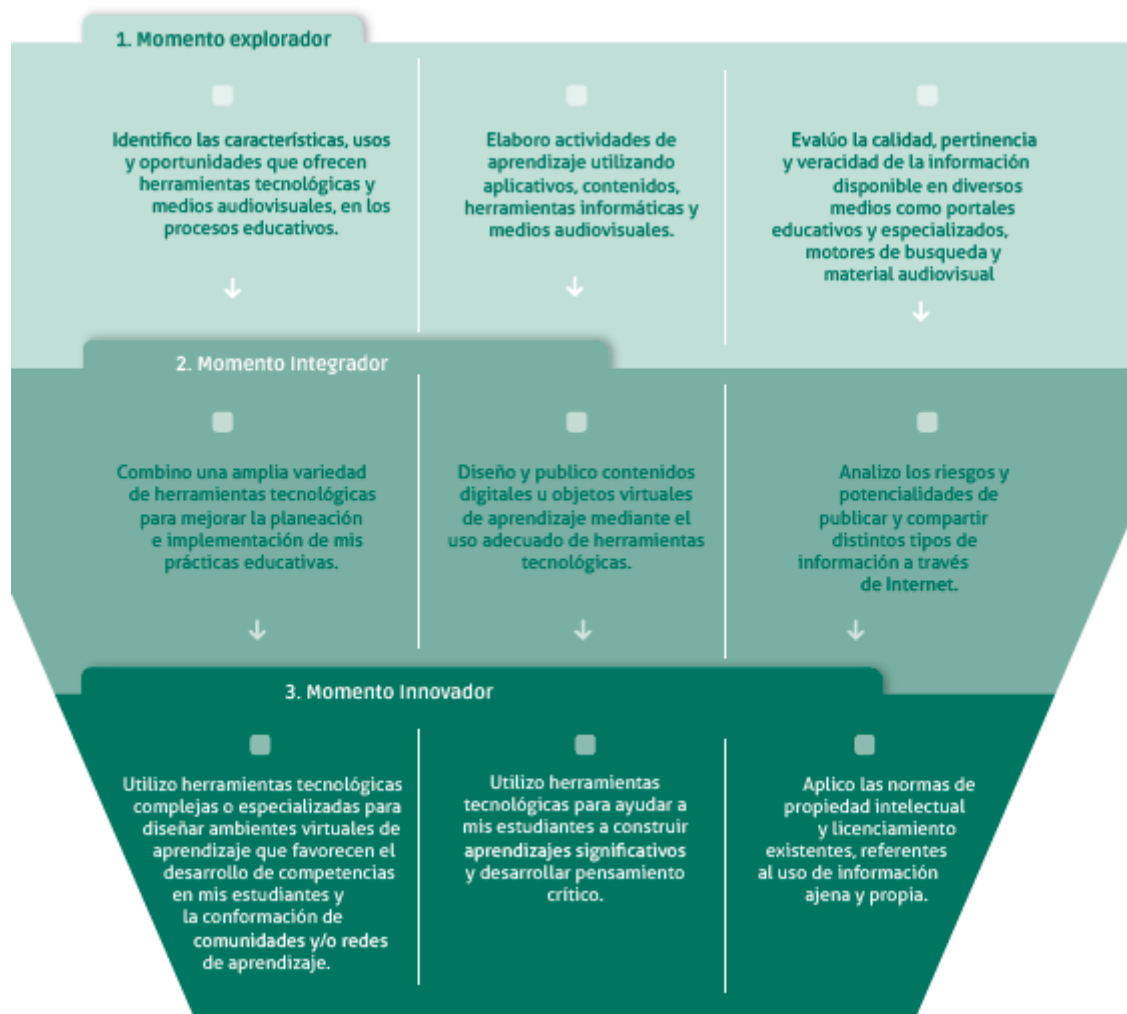 1. Momento explorador
Identifico las características, usos
y oportunidades que ofrecen
herramientas tecnológicas y
medios audiovisuales, en los
procesos educativos.
Elaboro actividades de
aprendizaje utilizando
aplicativos, contenidos,
herramientas informáticas y
medios audiovisuales.
Evalúo la calidad, pertinencia
y veracidad de la información
disponible en diversos
medios como portales
educativos y especializados,
motores de busqueda y
material audiovisual
2. Momento Integrador
Combino una amplia variedad
de herramientas tecnológicas
para mejorar la planeación
e implementación de mis
prácticas educativas.
Diseño y publico contenidos
digitales u objetos virtuales
de aprendizaje mediante el
uso adecuado de herramientas
tecnológicas.
Analizo los riesgos y
potencialidades de
publicar y compartir
distintos tipos de
información a través
de Internet.
3. Momento Innovador
Utilizo herramientas tecnológicas
complejas o especializadas para
diseñar ambientes virtuales de
aprendizaje que favorecen el
desarrollo de competencias
en mis estudiantes y
la conformación de
comunidades y/o redes
de aprendizaje.
Utilizo herramientas
tecnológicas para ayudar a
mis estudiantes a construir
aprendizajes significativos
y desarrollar pensamiento
crítico.
Aplico las normas de
propiedad intelectual
y licenciamiento
existentes, referentes
al uso de información
ajena y propia.